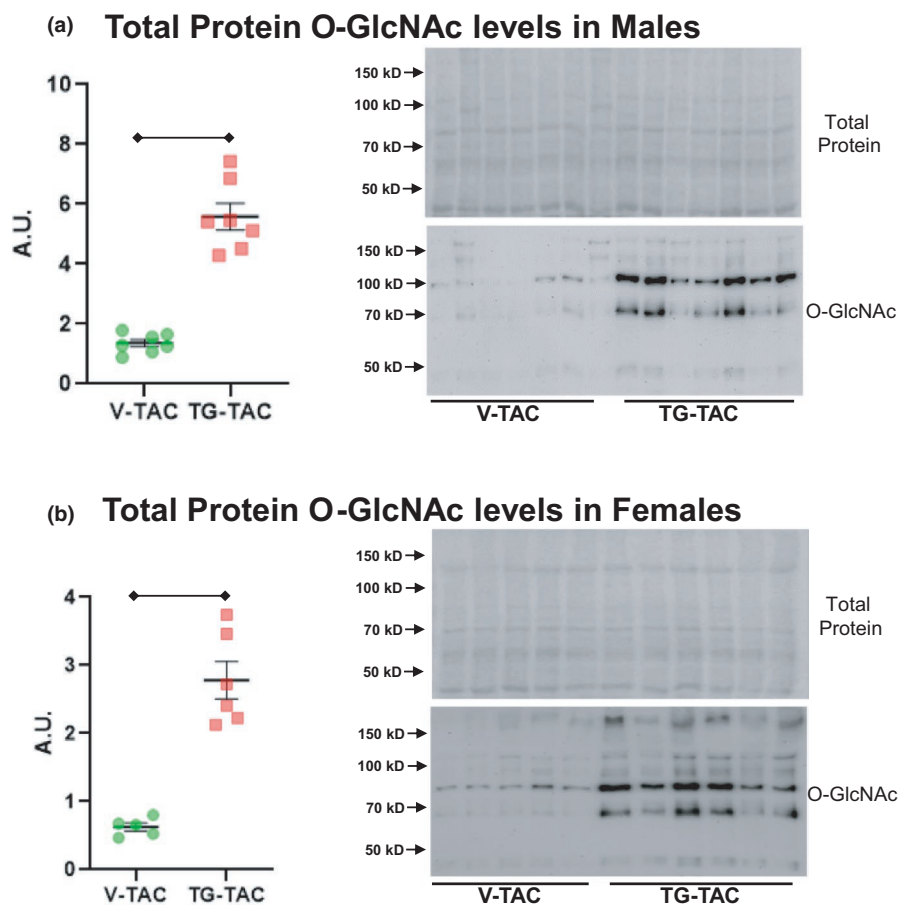 (a) Total Protein O-GlcNAc levels in Males
10
8
6
4
2
0
A.U.
V-TAC TG-TAC
150 kD
100 kD
70 kD
50 kD
Total
Protein
150 kD
100 kD
70 kD
50 kD
O-GlcNAc
V-TAC TG-TAC
(b) Total Protein O-GlcNAc levels in Females
4
3
2
1
0
A.U.
V-TAC TG-TAC
150 kD
100 kD
70 kD
50 kD
Total
Protein
150 kD
100 kD
70 kD
50 kD
O-GlcNAc
V-TAC TG-TAC